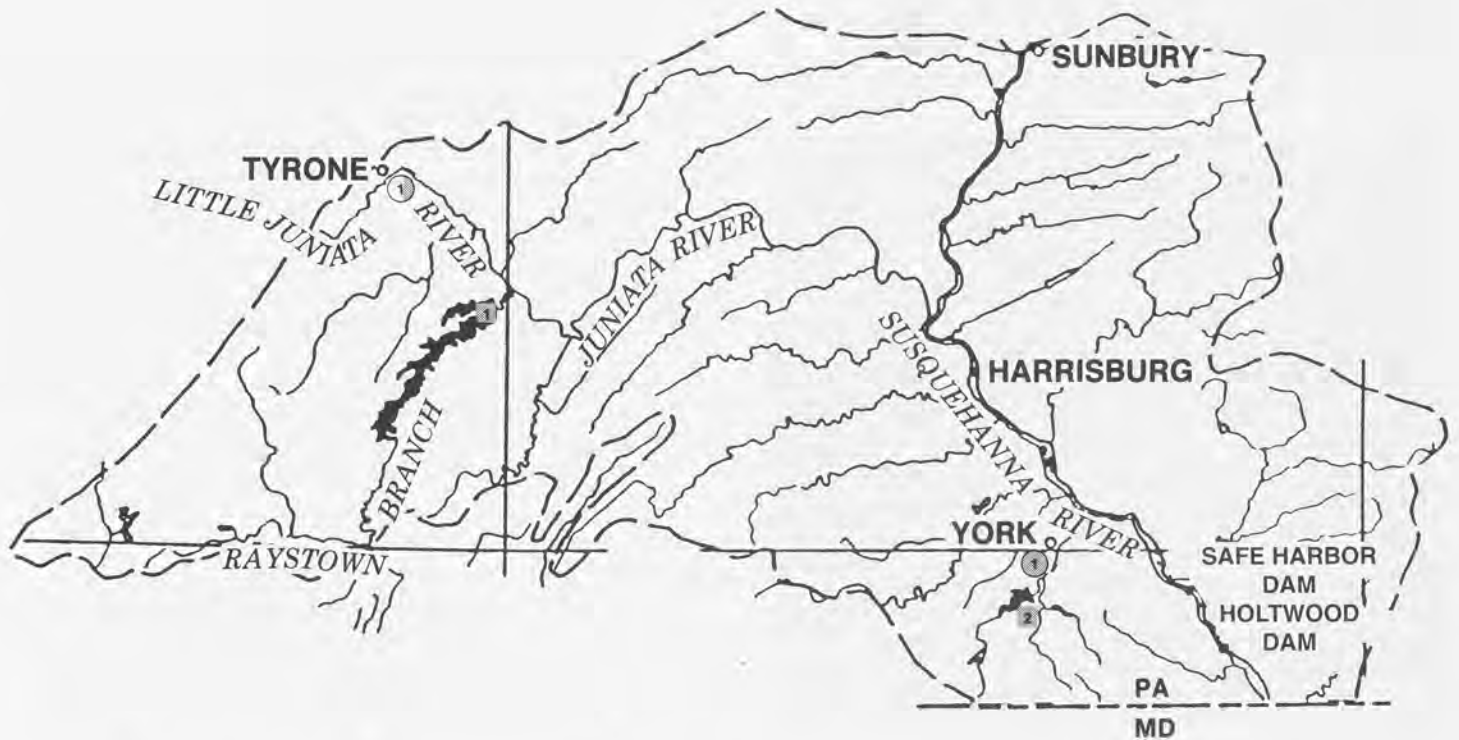 SUNBURY
TYRONE
1
LITTLE JUNIATA
RIVER
1
JUNIATA RIVER
SUSQUEHANNA
RIVER
HARRISBURG
BRANCH
RAYSTOWN
YORK
1
2
SAFE HARBOR
DAM
HOLTWOOD
DAM
PA
MD